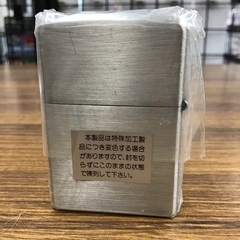 本製品は特殊加工製
品につき変色する場合
がありますので、封を切
らずにこのままの状態
で陳列して下さい。